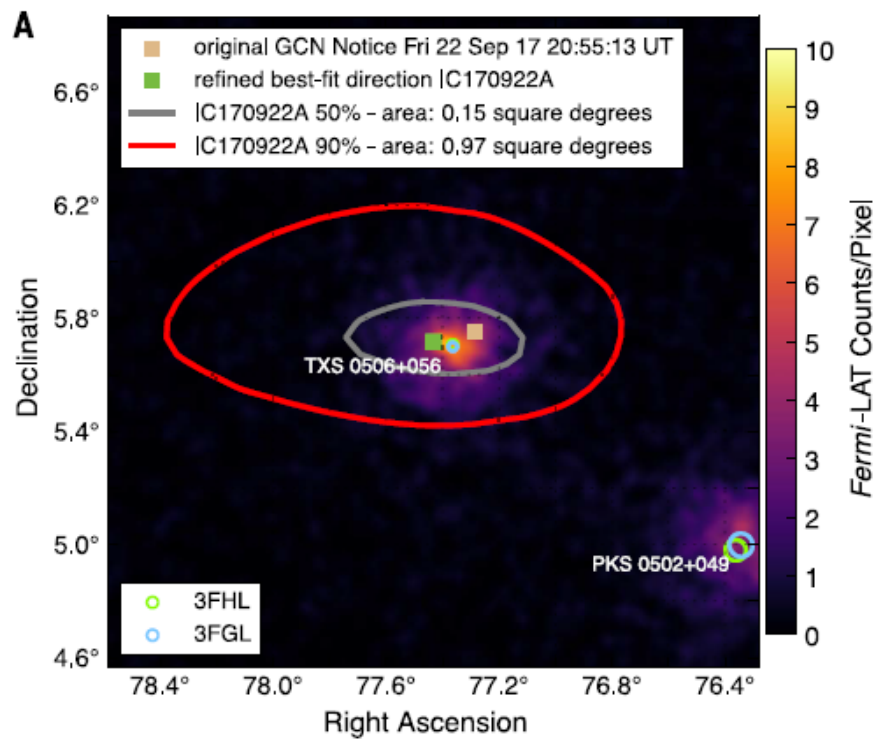 A
original GCN Notice Fri 22 Sep 17 20:55:13 UT
refined best-fit direction IC170922A
IC170922A 50% - area: 0.15 square degrees
IC170922A 90% - area: 0.97 square degrees
6.6°
6.2°
5.8°
5.4°
5.0°
4.6°
Declination
TXS 0506+056
PKS 0502+049
3FHL
3FGL
78.4°
78.0°
77.6°
77.2°
76.8°
76.4°
Right Ascension
10
9
8
7
6
5
4
3
2
1
0
Fermi-LAT Counts/Pixel